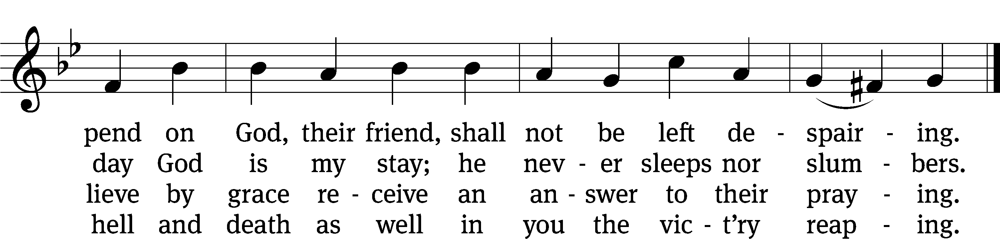 pend on God, their friend, shall not be left de - spair - ing.
day God is my stay; he nev - er sleeps nor slum - bers.
lieve by grace re - ceive an an - swer to their pray - ing.
hell and death as well in you the vic - t’ry reap - ing.